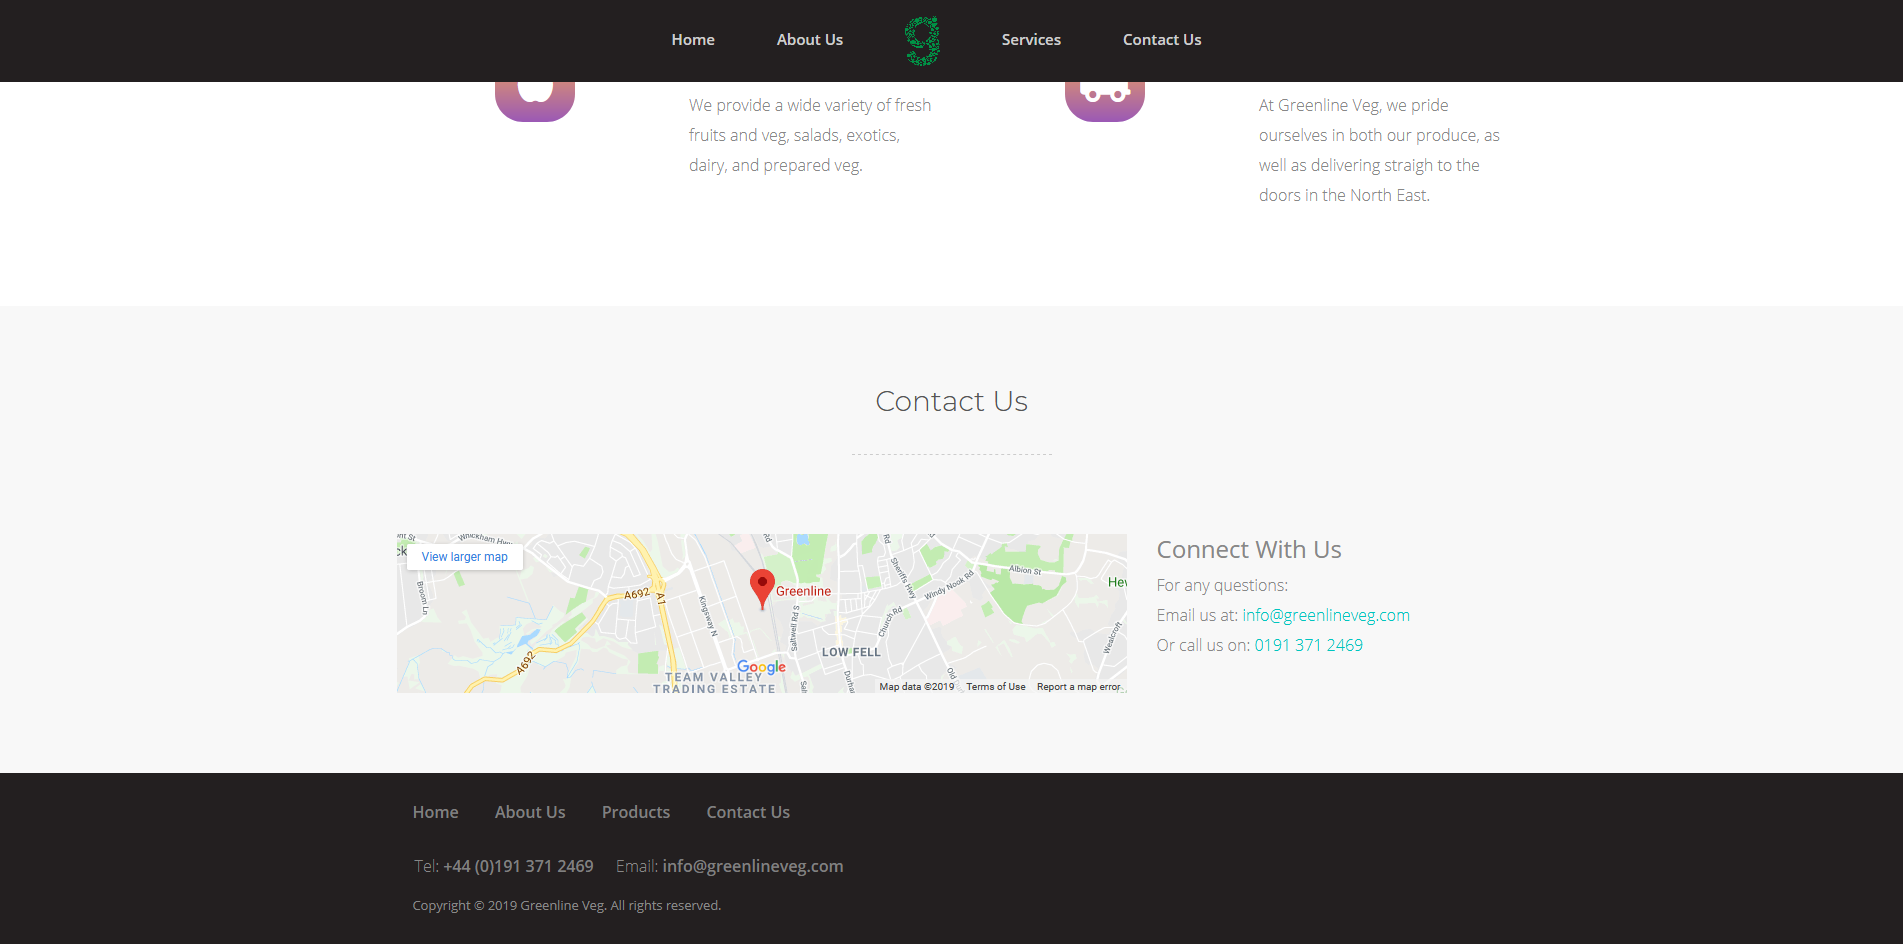 Home About Us g Services Contact Us
We provide a wide variety of fresh
fruits and veg, salads, exotics,
dairy, and prepared veg.
At Greenline Veg, we pride
ourselves in both our produce, as
well as delivering straigh to the
doors in the North East.
Contact Us
View larger map
Whickham Hwy
Broom Ln
A692
A1
Kingsway N
Greenline
Saltwell Rd S
Rd
Rd
Sheriffs Hwy
Windy Nook Rd
Albion St
Church Rd
Wealcroft
A692
LOW FELL
Google
TEAM VALLEY
TRADING ESTATE
Map data ©2019 Terms of Use Report a map error
Connect With Us
For any questions:
Email us at: info@greenlineveg.com
Or call us on: 0191 371 2469
Home About Us Products Contact Us
Tel: +44 (0)191 371 2469 Email: info@greenlineveg.com
Copyright © 2019 Greenline Veg. All rights reserved.